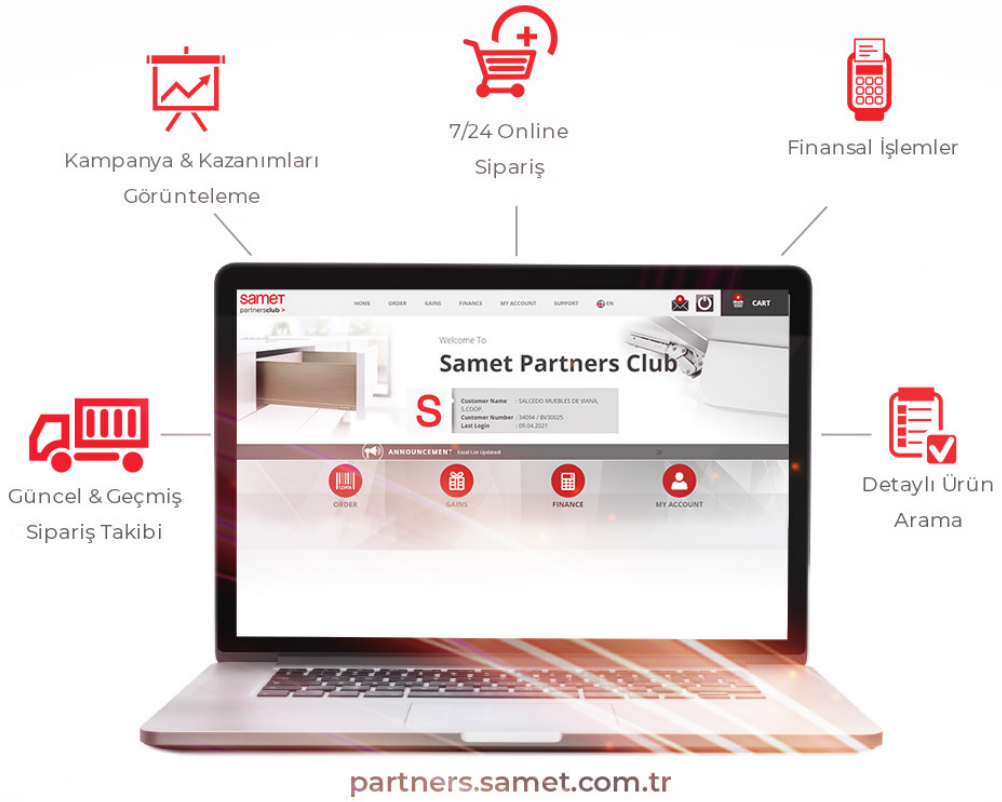 7/24 Online
Sipariş
Kampanya & Kazanımları
Görünteleme
Finansal İşlemler
samet
partnersclub >
HOME ORDER GAINS FINANCE MY ACCOUNT SUPPORT EN
CART
Welcome To
Samet Partners Club
S
Customer Name : SALCEDO MUEBLES DE VIANA,
S.COOP.
Customer Number : 34094 / BV30025
Last Login : 09.04.2021
ANNOUNCEMENT Excel List Updated!
ORDER GAINS FINANCE MY ACCOUNT
Güncel & Geçmiş
Sipariş Takibi
Detaylı Ürün
Arama
partners.samet.com.tr